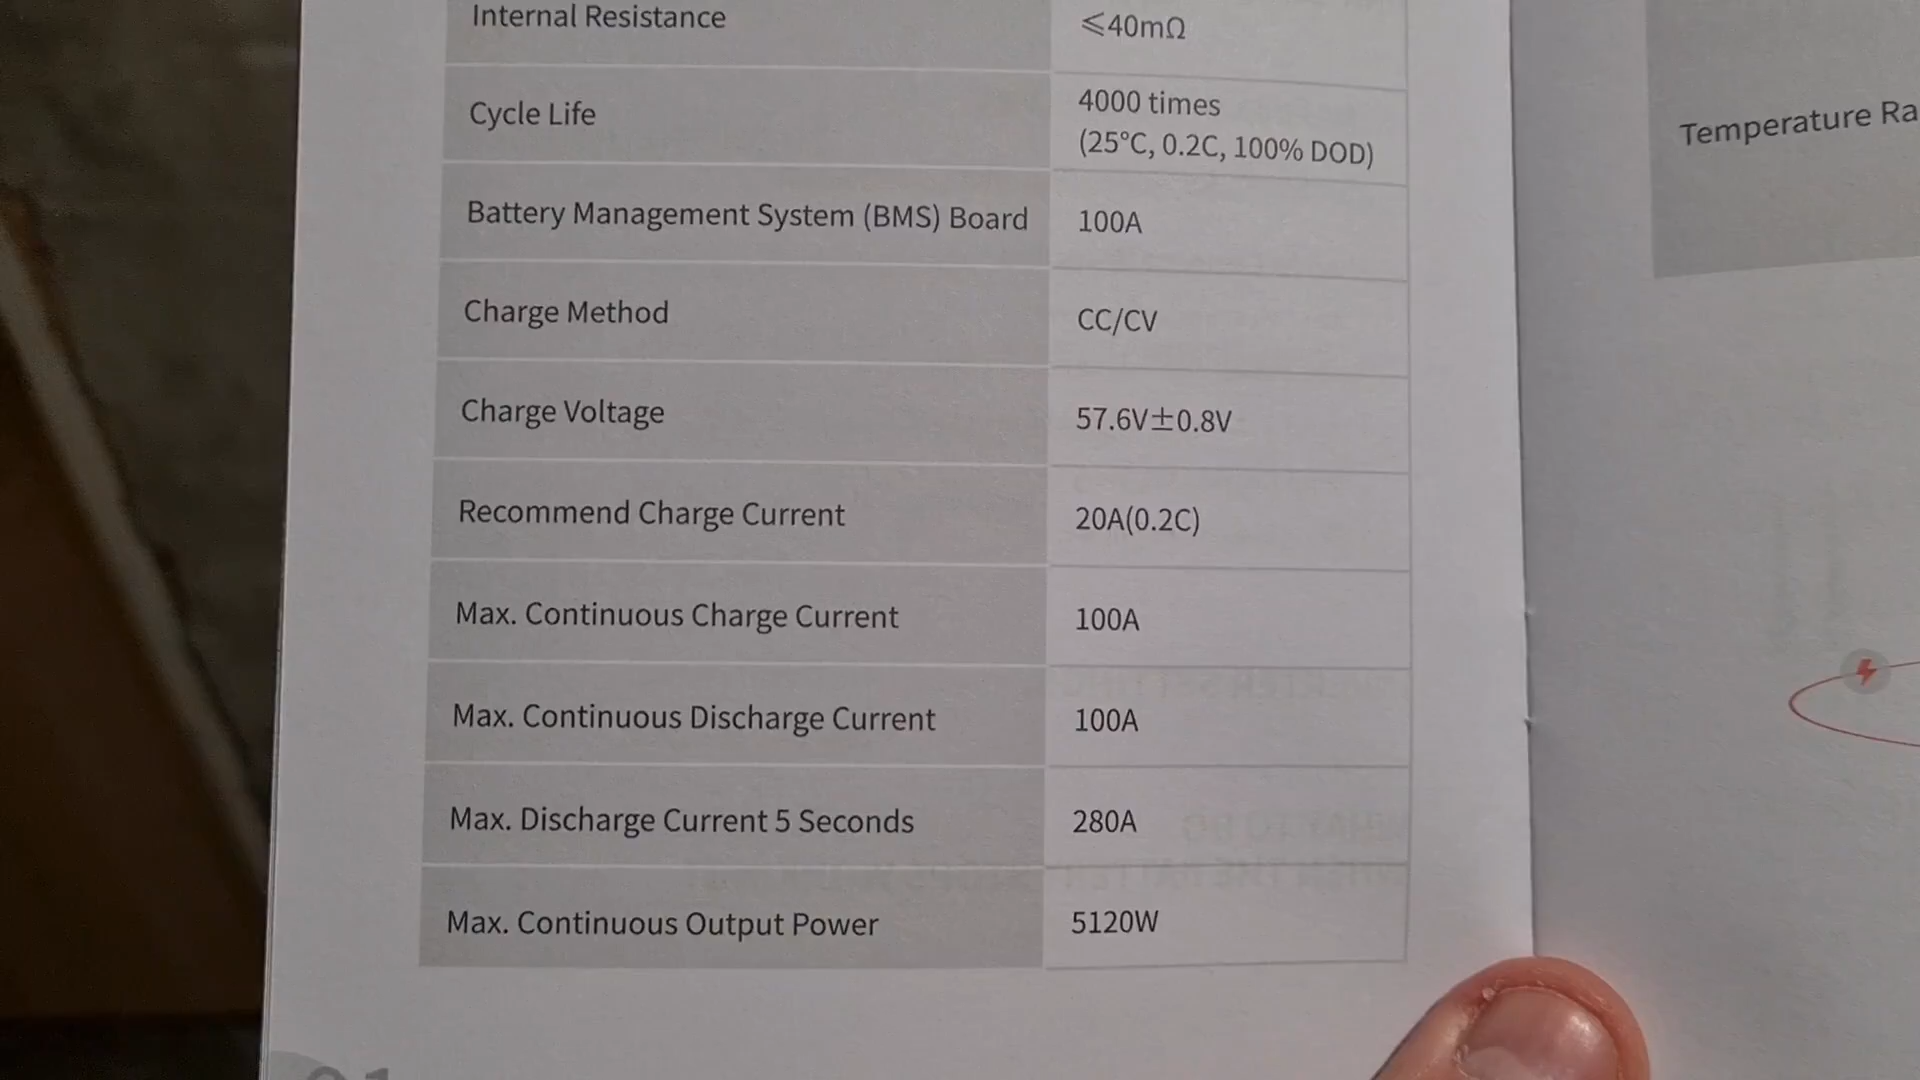 Internal Resistance ≤40mΩ
Cycle Life 4000 times
(25°C, 0.2C, 100% DOD)
Battery Management System (BMS) Board 100A
Charge Method CC/CV
Charge Voltage 57.6V±0.8V
Recommend Charge Current 20A(0.2C)
Max. Continuous Charge Current 100A
Max. Continuous Discharge Current 100A
Max. Discharge Current 5 Seconds 280A
Max. Continuous Output Power 5120W
Temperature Ra